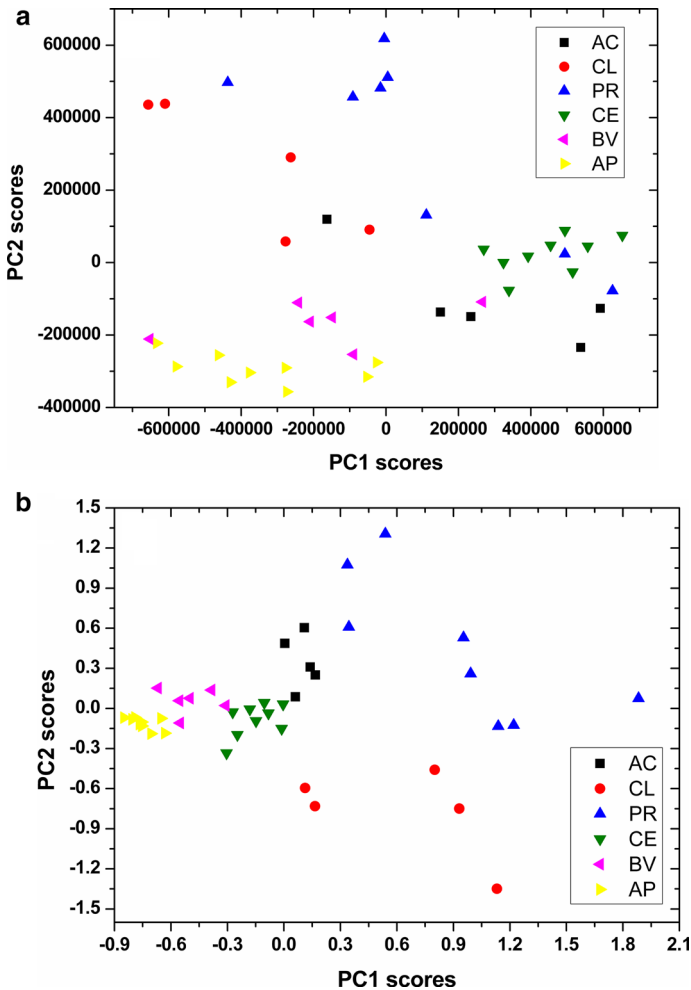 a
600000
400000
200000
0
-200000
-400000
PC2 scores
AC
CL
PR
CE
BV
AP
-600000 -400000 -200000 0 200000 400000 600000
PC1 scores
b
1.5
1.2
0.9
0.6
0.3
0.0
-0.3
-0.6
-0.9
-1.2
-1.5
PC2 scores
AC
CL
PR
CE
BV
AP
-0.9 -0.6 -0.3 0.0 0.3 0.6 0.9 1.2 1.5 1.8 2.1
PC1 scores